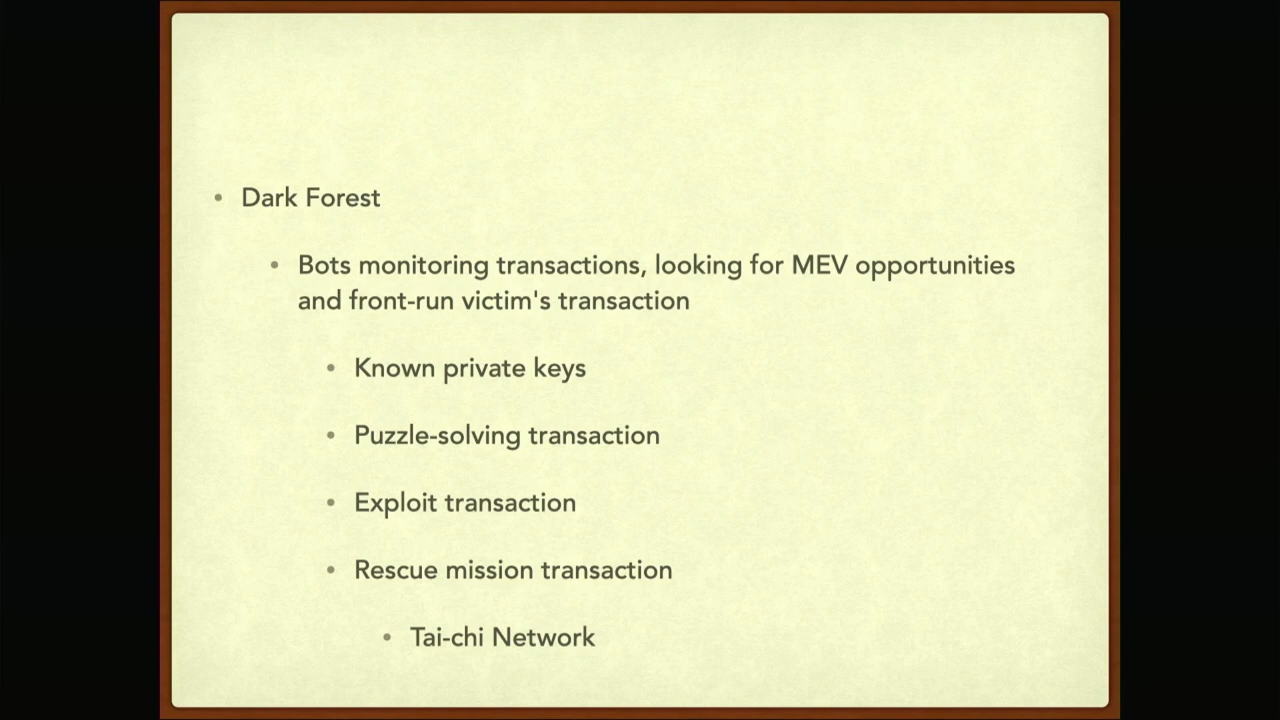 • Dark Forest
• Bots monitoring transactions, looking for MEV opportunities
and front-run victim's transaction
• Known private keys
• Puzzle-solving transaction
• Exploit transaction
• Rescue mission transaction
• Tai-chi Network